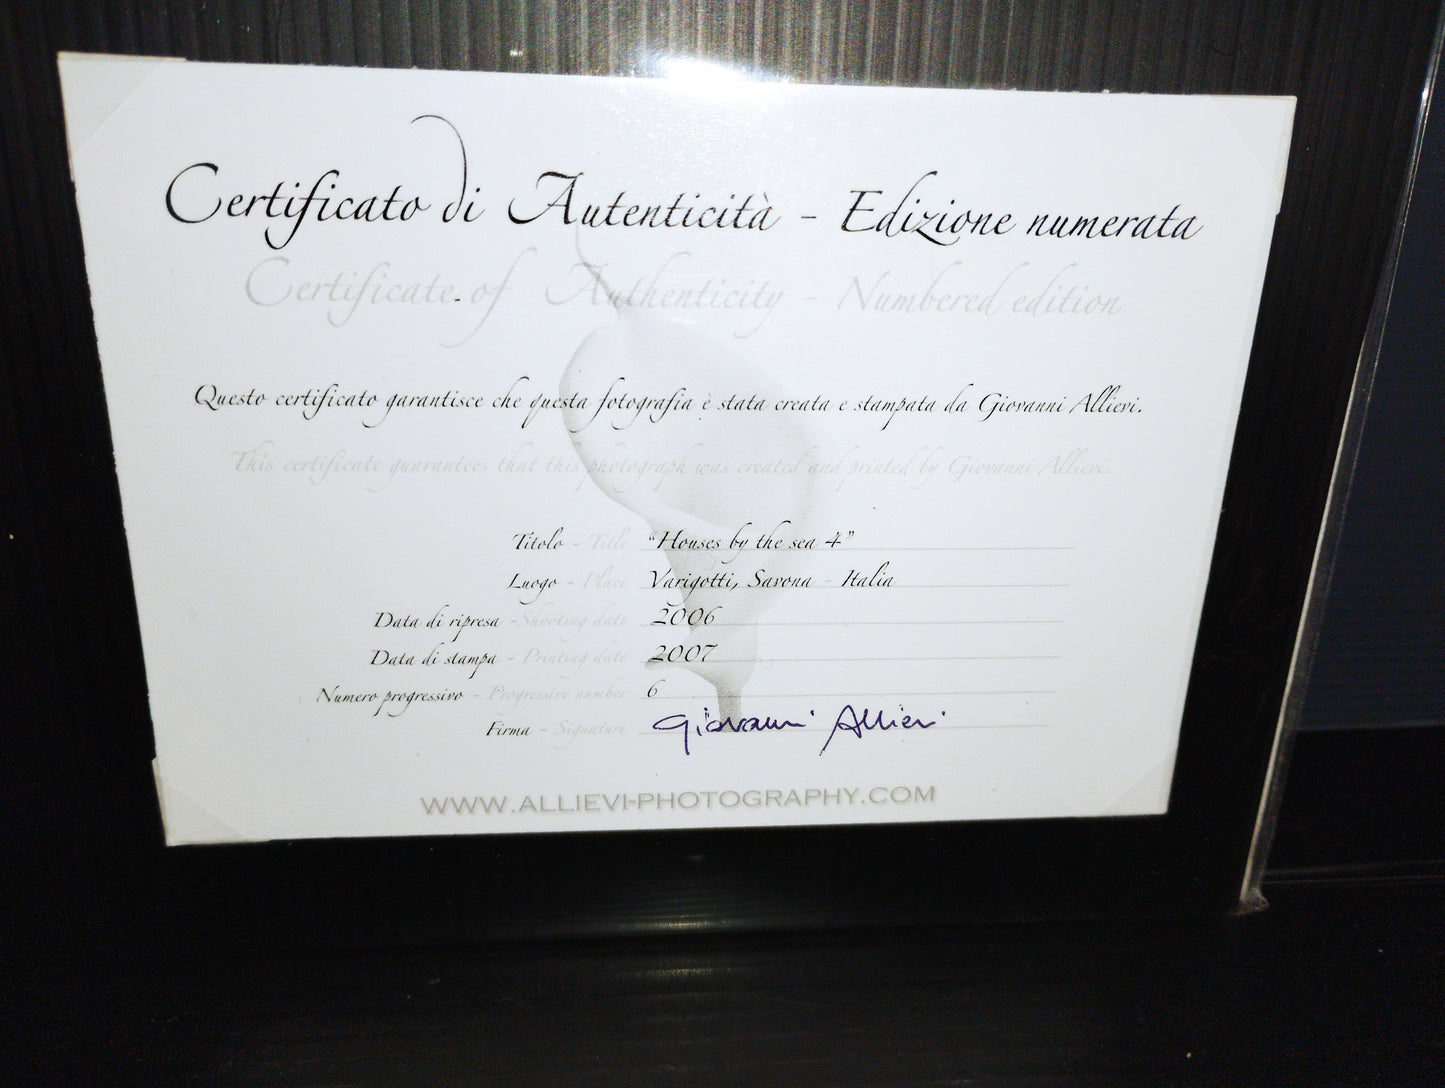 Certificato di Autenticità - Edizione numerata
Certificate of Authenticity - Numbered edition
Questo certificato garantisce che questa fotografia è stata creata e stampata da Giovanni Allievi.
This certificate guarantees that this photograph was created and printed by Giovanni Allievi.
Titolo - Title "Houses by the sea 4"
Luogo - Place Varigotti, Savona - Italia
Data di ripresa - Shooting date 2006
Data di stampa - Printing date 2007
Numero progressivo - Progressive number 6
Firma - Signature Giovanni Allievi
WWW.ALLIEVI-PHOTOGRAPHY.COM